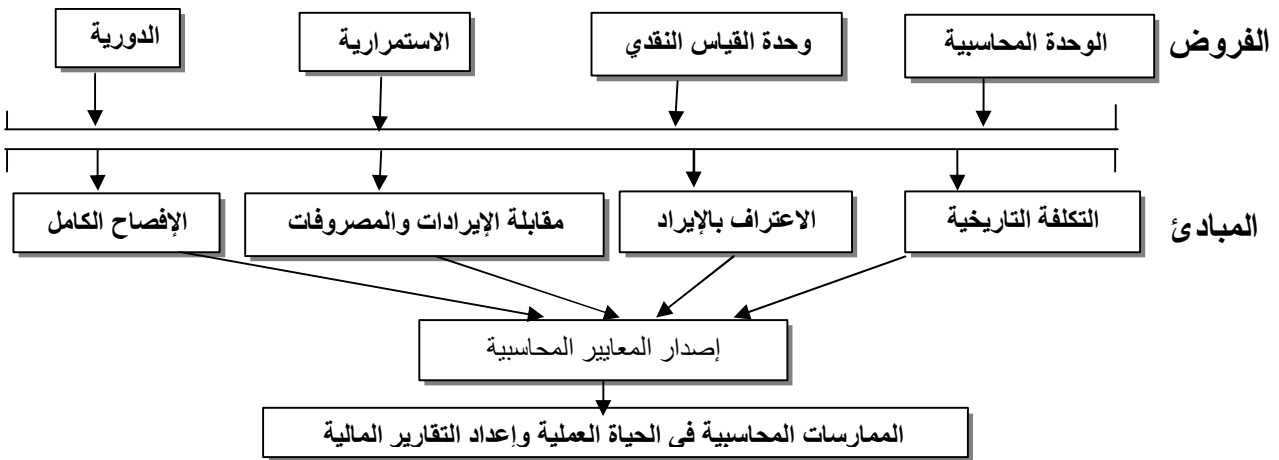 الفروض
الوحدة المحاسبية
وحدة القياس النقدي
الاستمرارية
الدورية
المبادئ
التكلفة التاريخية
الاعتراف بالإيراد
مقابلة الإيرادات والمصروفات
الإفصاح الكامل
إصدار المعايير المحاسبية
الممارسات المحاسبية في الحياة العملية وإعداد التقارير المالية